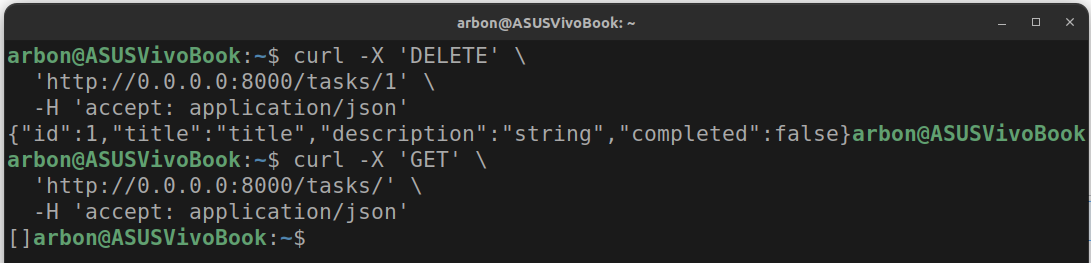 arbon@ASUSVivoBook: ~
arbon@ASUSVivoBook:~$ curl -X 'DELETE' \
  'http://0.0.0.0:8000/tasks/1' \
  -H 'accept: application/json'
{"id":1,"title":"title","description":"string","completed":false}arbon@ASUSVivoBook
arbon@ASUSVivoBook:~$ curl -X 'GET' \
  'http://0.0.0.0:8000/tasks/' \
  -H 'accept: application/json'
[]arbon@ASUSVivoBook:~$